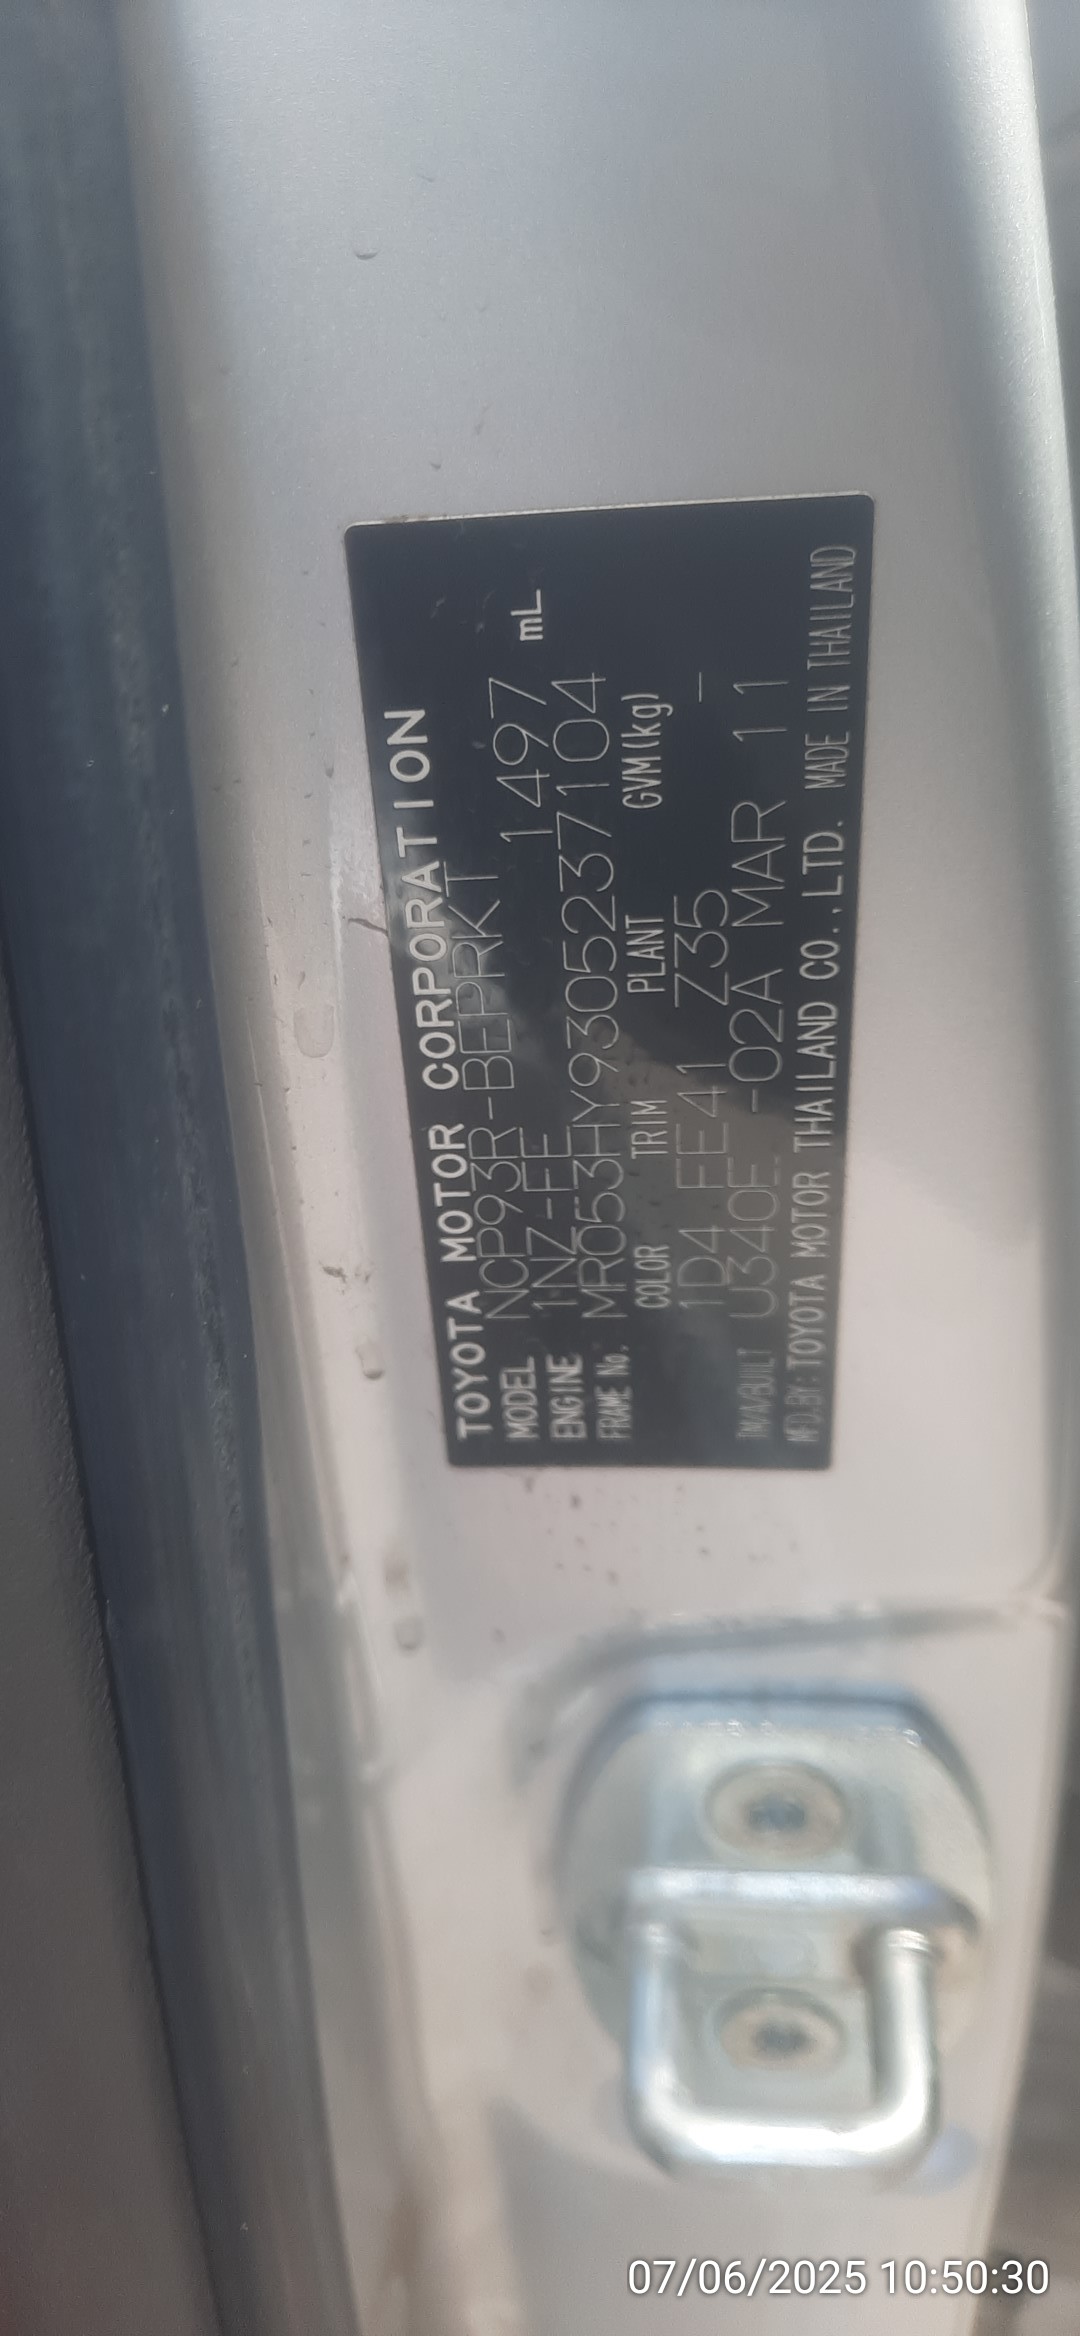 TOYOTA MOTOR CORPORATION
MODEL NCP93R-BEPRKT 1497 mL
ENGINE 1NZ-FE
FRAME No. MR053HY9305237104
COLOR TRIM PLANT GVM(kg)
1D4 FE41 Z35 –
TM/A/BUILT U340E -02A MAR 11
MFD.BY: TOYOTA MOTOR THAILAND CO.,LTD. MADE IN THAILAND
07/06/2025 10:50:30